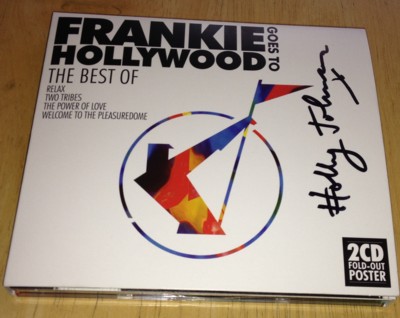 FRANKIE
GOES TO
HOLLYWOOD
THE BEST OF
RELAX
TWO TRIBES
THE POWER OF LOVE
WELCOME TO THE PLEASUREDOME
Holly Johnson x
2CD
FOLD-OUT
POSTER